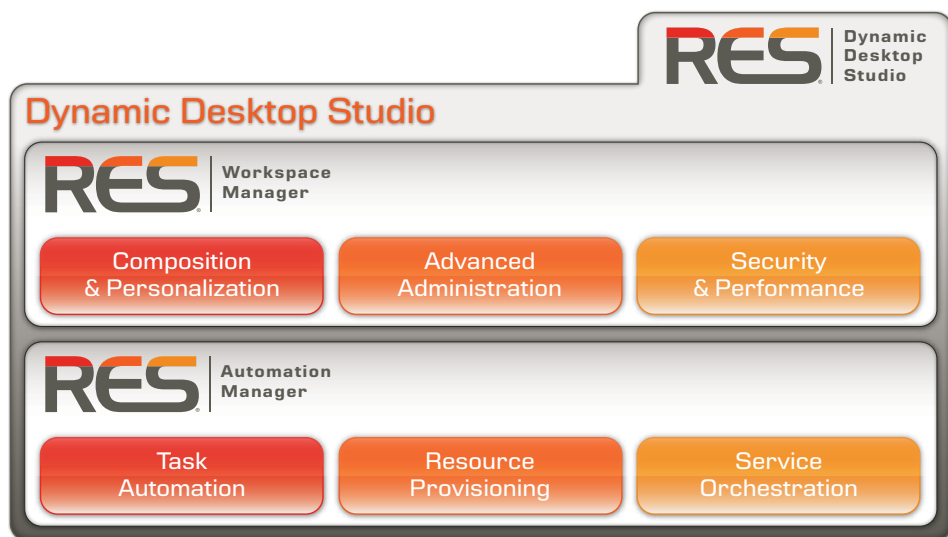 RES® Dynamic
Desktop
Studio
Dynamic Desktop Studio
RES® Workspace
Manager
Composition
& Personalization
Advanced
Administration
Security
& Performance
RES® Automation
Manager
Task
Automation
Resource
Provisioning
Service
Orchestration